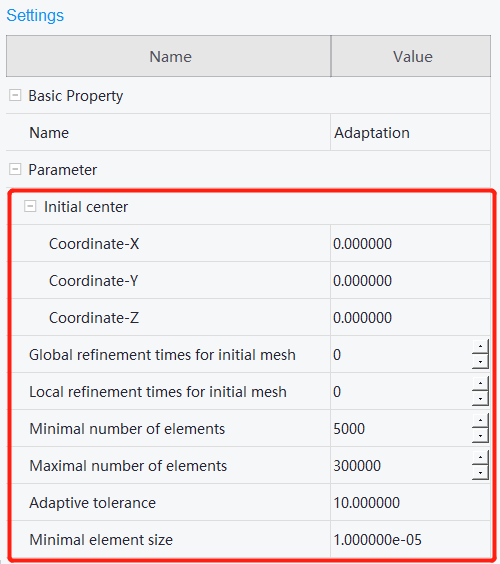 Settings
Name Value
Basic Property
Name Adaptation
Parameter
Initial center
Coordinate-X 0.000000
Coordinate-Y 0.000000
Coordinate-Z 0.000000
Global refinement times for initial mesh 0
Local refinement times for initial mesh 0
Minimal number of elements 5000
Maximal number of elements 300000
Adaptive tolerance 10.000000
Minimal element size 1.000000e-05